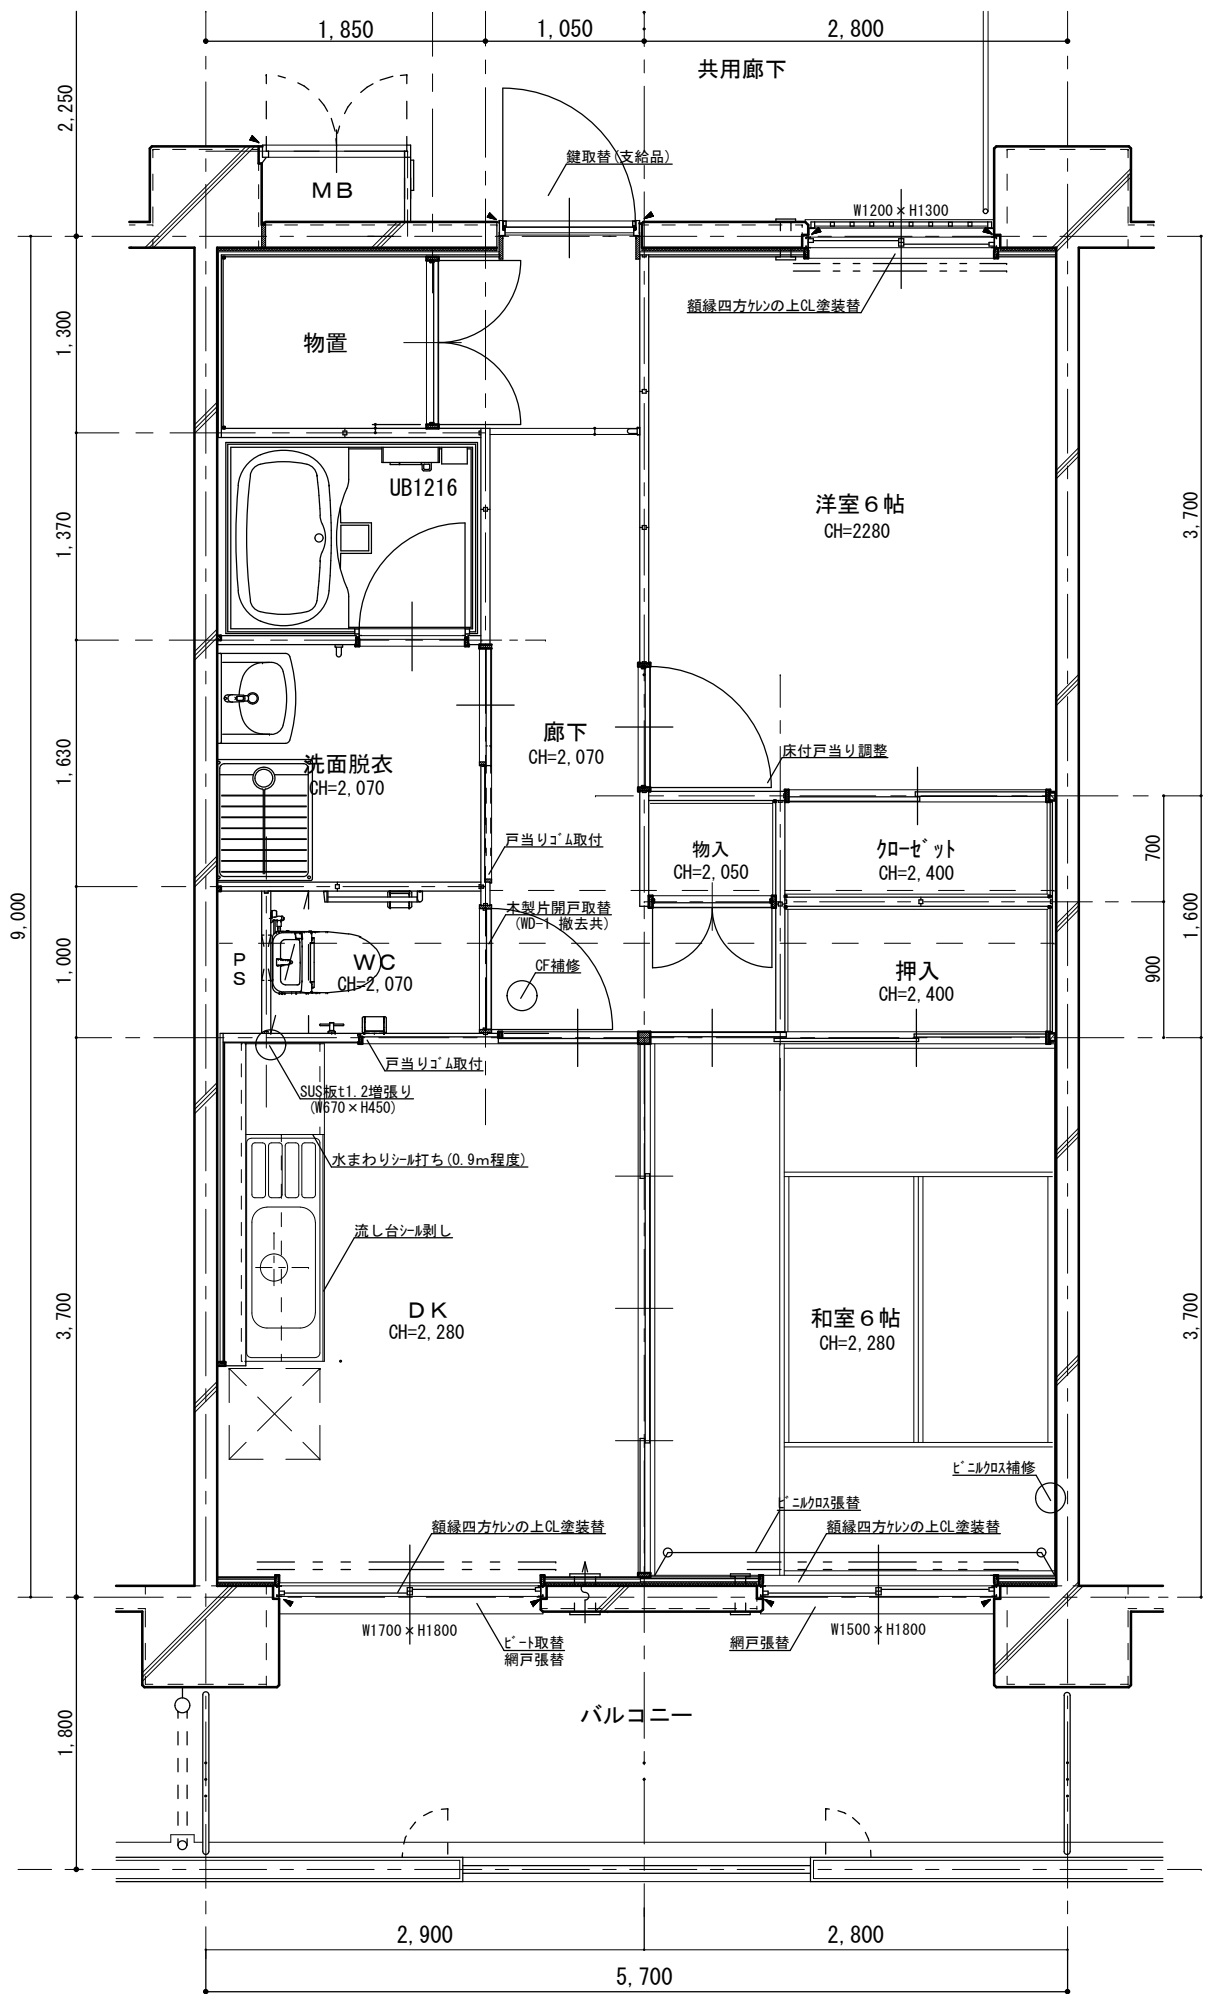 1,850
1,050
2,800
共用廊下
2,250
鍵取替(支給品)
MB
W1200×H1300
額縁四方ｹﾚﾝの上CL塗装替
1,300
物置
UB1216
洋室６帖
CH=2280
1,370
3,700
9,000
廊下
CH=2,070
1,630
洗面脱衣
CH=2,070
床付戸当り調整
戸当りｺﾞﾑ取付
物入
CH=2,050
ｸﾛｰｾﾞｯﾄ
CH=2,400
700
1,600
木製片開戸取替
(WD-1 撤去共)
1,000
PS
WC
CH=2,070
CF補修
押入
CH=2,400
900
戸当りｺﾞﾑ取付
SUS板t1.2増張り
(W670×H450)
水まわりｼｰﾙ打ち(0.9m程度)
流し台ｼｰﾙ剥し
3,700
DK
CH=2,280
和室６帖
CH=2,280
3,700
ﾋﾞﾆﾙｸﾛｽ補修
ﾋﾞﾆﾙｸﾛｽ張替
額縁四方ｹﾚﾝの上CL塗装替
額縁四方ｹﾚﾝの上CL塗装替
W1700×H1800
ﾋﾞｰﾄ取替
網戸張替
網戸張替
W1500×H1800
バルコニー
1,800
2,900
2,800
5,700